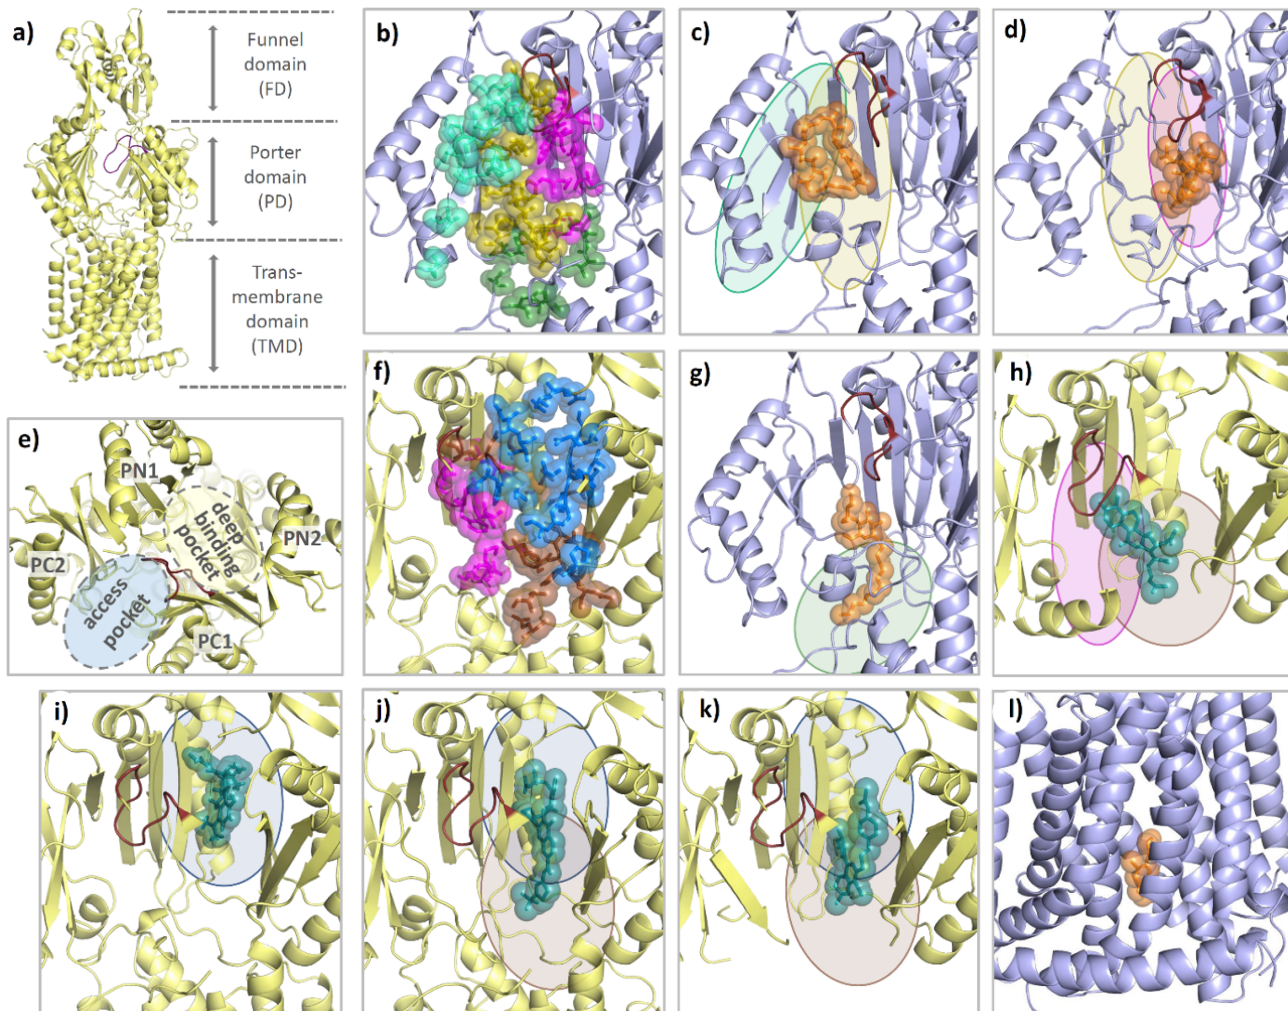 a)
Funnel
domain
(FD)
Porter
domain
(PD)
Trans-
membrane
domain
(TMD)
b)
c)
d)
e)
PN1
deep
binding
pocket
PN2
PC2
access
pocket
PC1
f)
g)
h)
i)
j)
k)
l)